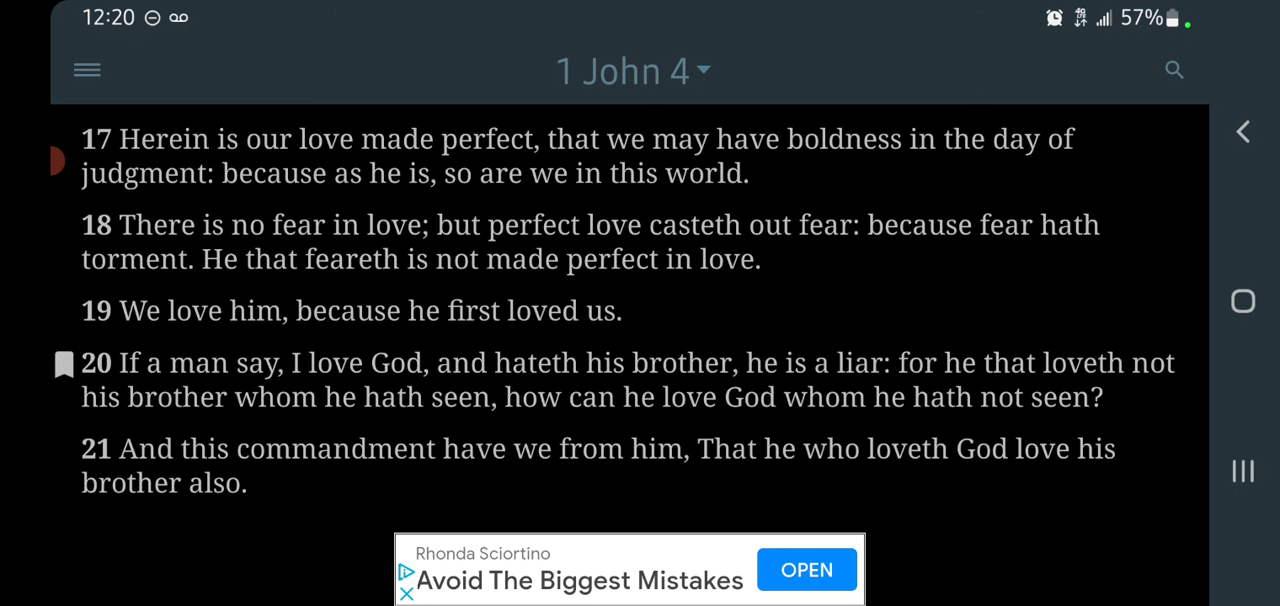 12:20
57%
1 John 4
17 Herein is our love made perfect, that we may have boldness in the day of
judgment: because as he is, so are we in this world.
18 There is no fear in love; but perfect love casteth out fear: because fear hath
torment. He that feareth is not made perfect in love.
19 We love him, because he first loved us.
20 If a man say, I love God, and hateth his brother, he is a liar: for he that loveth not
his brother whom he hath seen, how can he love God whom he hath not seen?
21 And this commandment have we from him, That he who loveth God love his
brother also.
Rhonda Sciortino
Avoid The Biggest Mistakes
OPEN